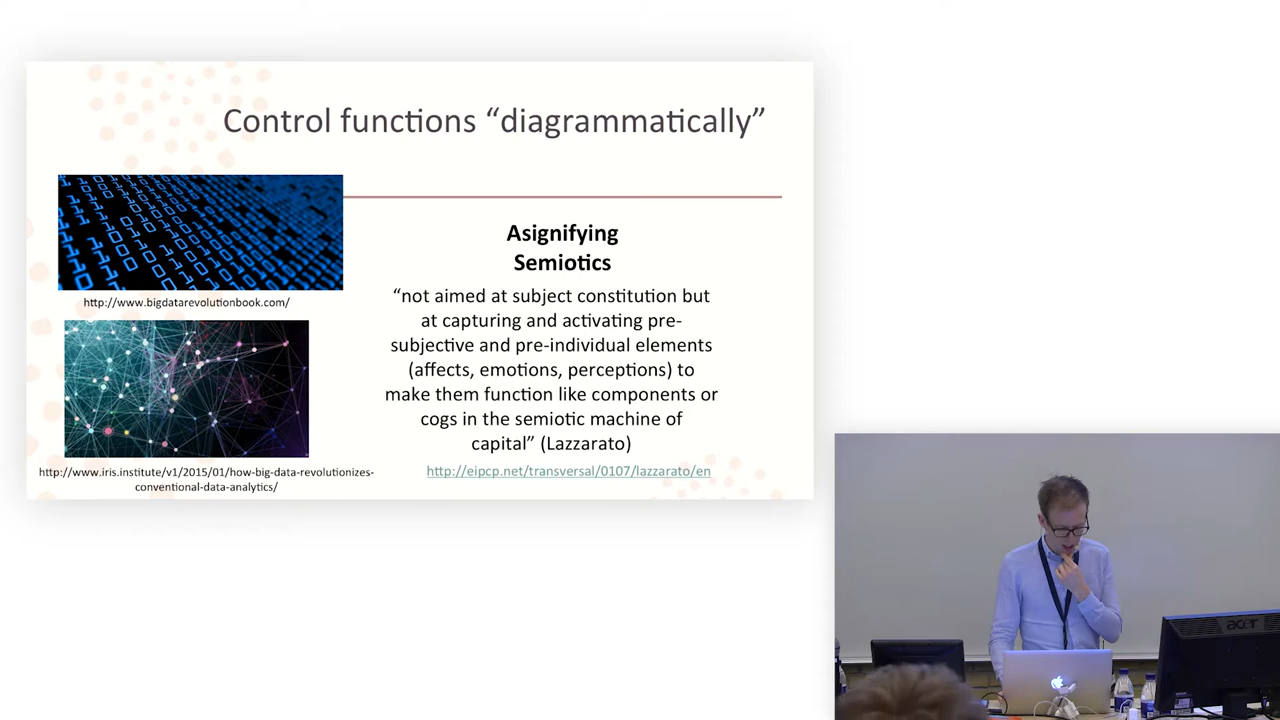 Control functions “diagrammatically”
http://www.bigdatarevolutionbook.com/
http://www.iris.institute/v1/2015/01/how-big-data-revolutionizes-
conventional-data-analytics/
Asignifying
Semiotics
“not aimed at subject constitution but
at capturing and activating pre-
subjective and pre-individual elements
(affects, emotions, perceptions) to
make them function like components or
cogs in the semiotic machine of
capital” (Lazzarato)
http://eipcp.net/transversal/0107/lazzarato/en
acer